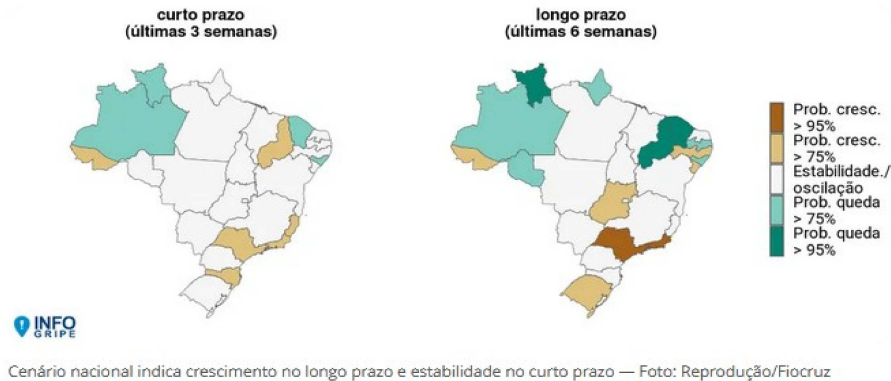 curto prazo
(últimas 3 semanas)
longo prazo
(últimas 6 semanas)
Prob. cresc.
> 95%
Prob. cresc.
> 75%
Estabilidade./
oscilação
Prob. queda
> 75%
Prob. queda
> 95%
INFO
GRIPE
Cenário nacional indica crescimento no longo prazo e estabilidade no curto prazo — Foto: Reprodução/Fiocruz